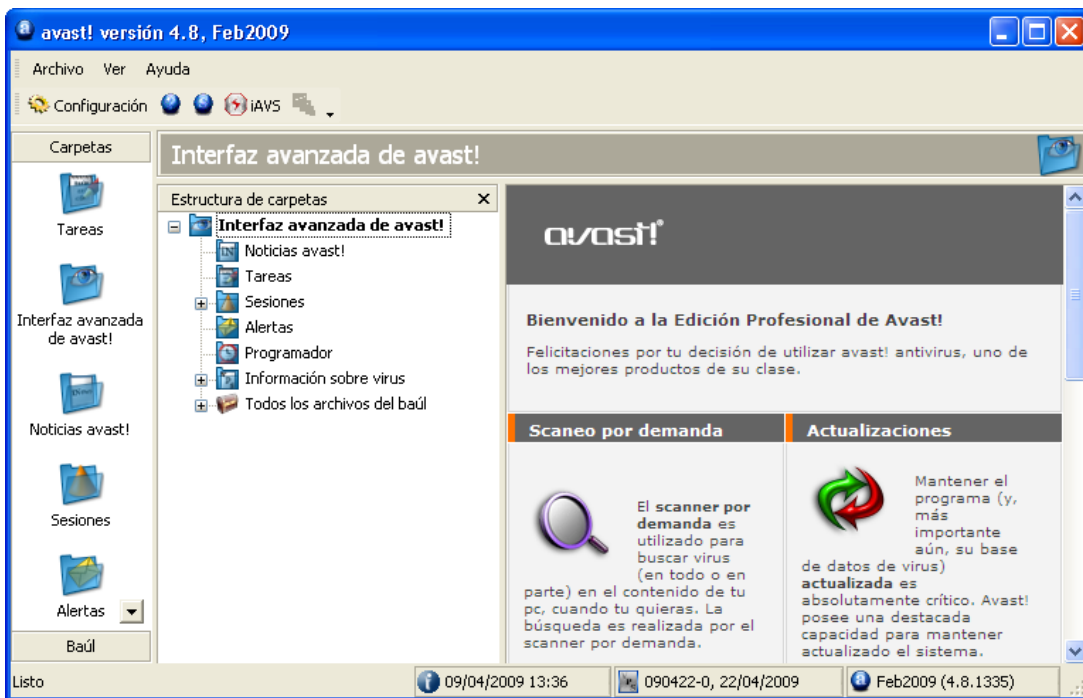 avast! versión 4.8, Feb2009
Archivo Ver Ayuda
Configuración iAVS
Carpetas
Tareas
Interfaz avanzada
de avast!
Noticias avast!
Sesiones
Alertas
Baúl
Interfaz avanzada de avast!
Estructura de carpetas
Interfaz avanzada de avast!
Noticias avast!
Tareas
Sesiones
Alertas
Programador
Información sobre virus
Todos los archivos del baúl
avast!
Bienvenido a la Edición Profesional de Avast!
Felicitaciones por tu decisión de utilizar avast! antivirus, uno de
los mejores productos de su clase.
Scaneo por demanda
El scanner por
demanda es
utilizado para
buscar virus
(en todo o en
parte) en el contenido de tu
pc, cuando tu quieras. La
búsqueda es realizada por el
scanner por demanda.
Actualizaciones
Mantener el
programa (y,
más
importante
aún, su base
de datos de virus)
actualizada es
absolutamente crítico. Avast!
posee una destacada
capacidad para mantener
actualizado el sistema.
Listo
09/04/2009 13:36
090422-0, 22/04/2009
Feb2009 (4.8.1335)